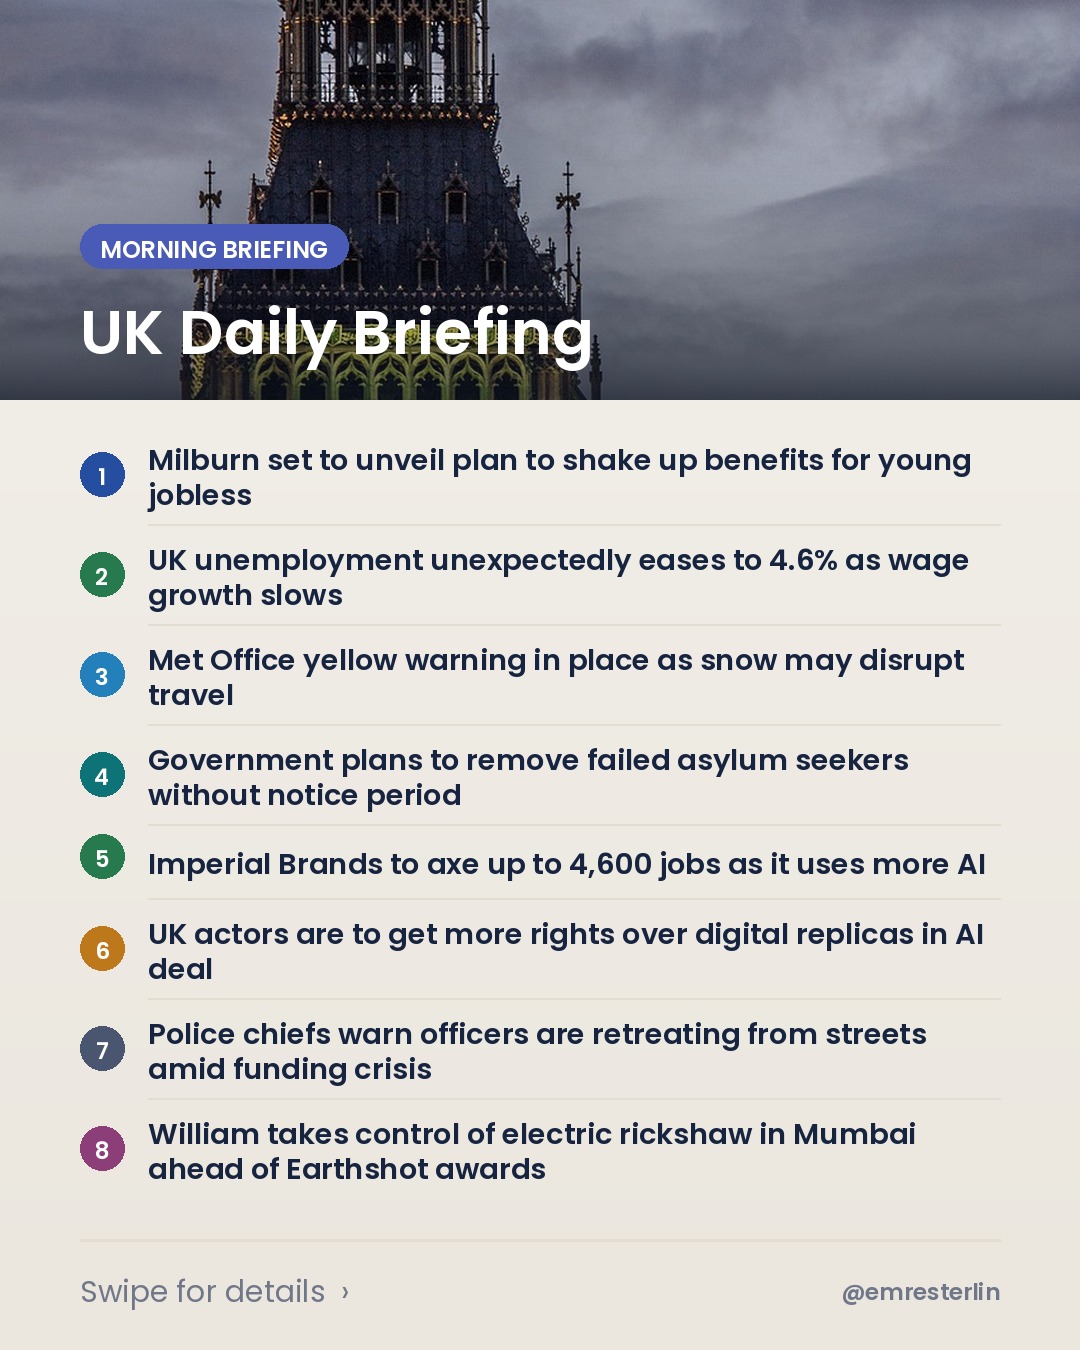 MORNING BRIEFING
UK Daily Briefing
1
Milburn set to unveil plan to shake up benefits for young
jobless
2
UK unemployment unexpectedly eases to 4.6% as wage
growth slows
3
Met Office yellow warning in place as snow may disrupt
travel
4
Government plans to remove failed asylum seekers
without notice period
5
Imperial Brands to axe up to 4,600 jobs as it uses more AI
6
UK actors are to get more rights over digital replicas in AI
deal
7
Police chiefs warn officers are retreating from streets
amid funding crisis
8
William takes control of electric rickshaw in Mumbai
ahead of Earthshot awards
Swipe for details ›
@emresterlin